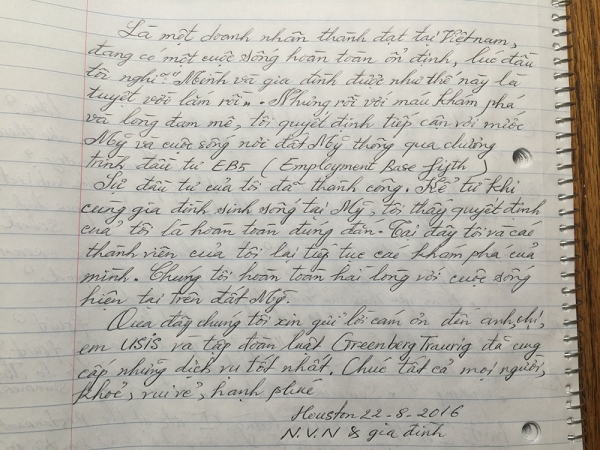 Là một doanh nhân thành đạt tại Việtnam,
đang có một cuộc sống hoàn toàn ổn định, lúc đầu
tôi nghĩ "Mình và gia đình được như thế này là
tuyệt vời lắm rồi". Nhưng rồi với máu khám phá
và lòng đam mê, tôi quyết định tiếp cận với nước
Mỹ và cuộc sống nơi đất Mỹ thông qua chương
trình đầu tư EB5 (Employment Base fifth)
Sự đầu tư của tôi đã thành công. Kể từ khi
cùng gia đình sinh sống tại Mỹ, tôi thấy quyết định
của tôi là hoàn toàn đúng đắn. Tại đây tôi và các
thành viên của tôi lại tiếp tục các khám phá của
mình. Chúng tôi hoàn toàn hài lòng với cuộc sống
hiện tại trên đất Mỹ.
Qua đây chúng tôi xin gửi lời cám ơn đến anh, chị,
em USIS và tập đoàn luật Greenberg Traurig đã cung
cấp những dịch vụ tốt nhất. Chúc tất cả mọi người,
khoẻ, vui vẻ, hạnh phúc
Houston 22-8-2016
N.V.N & gia đình